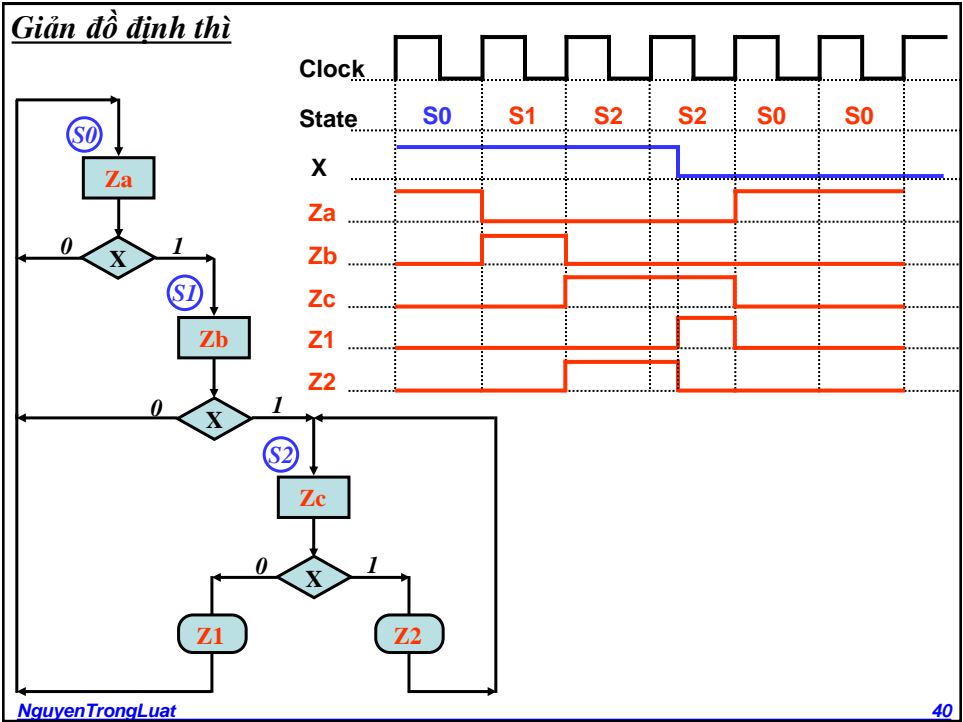 Giản đồ định thì
Clock
State S0 S1 S2 S2 S0 S0
X
Za
Zb
Zc
Z1
Z2
S0
Za
0 X 1
S1
Zb
0 X 1
S2
Zc
0 X 1
Z1 Z2
NguyenTrongLuat 40